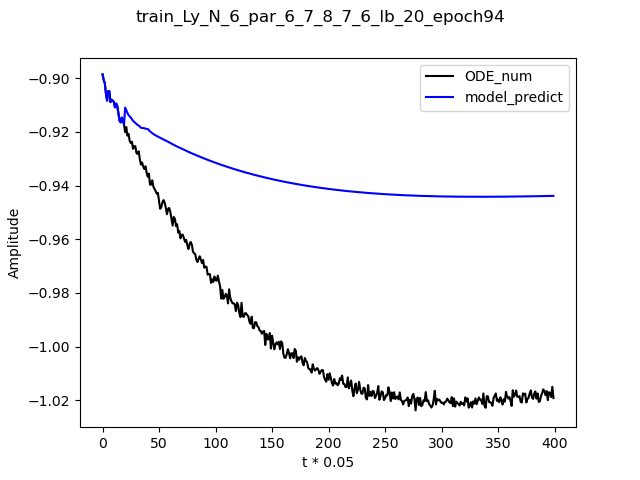 train_Ly_N_6_par_6_7_8_7_6_lb_20_epoch94
ODE_num
model_predict
Amplitude
−0.90
−0.92
−0.94
−0.96
−0.98
−1.00
−1.02
0 50 100 150 200 250 300 350 400
t * 0.05